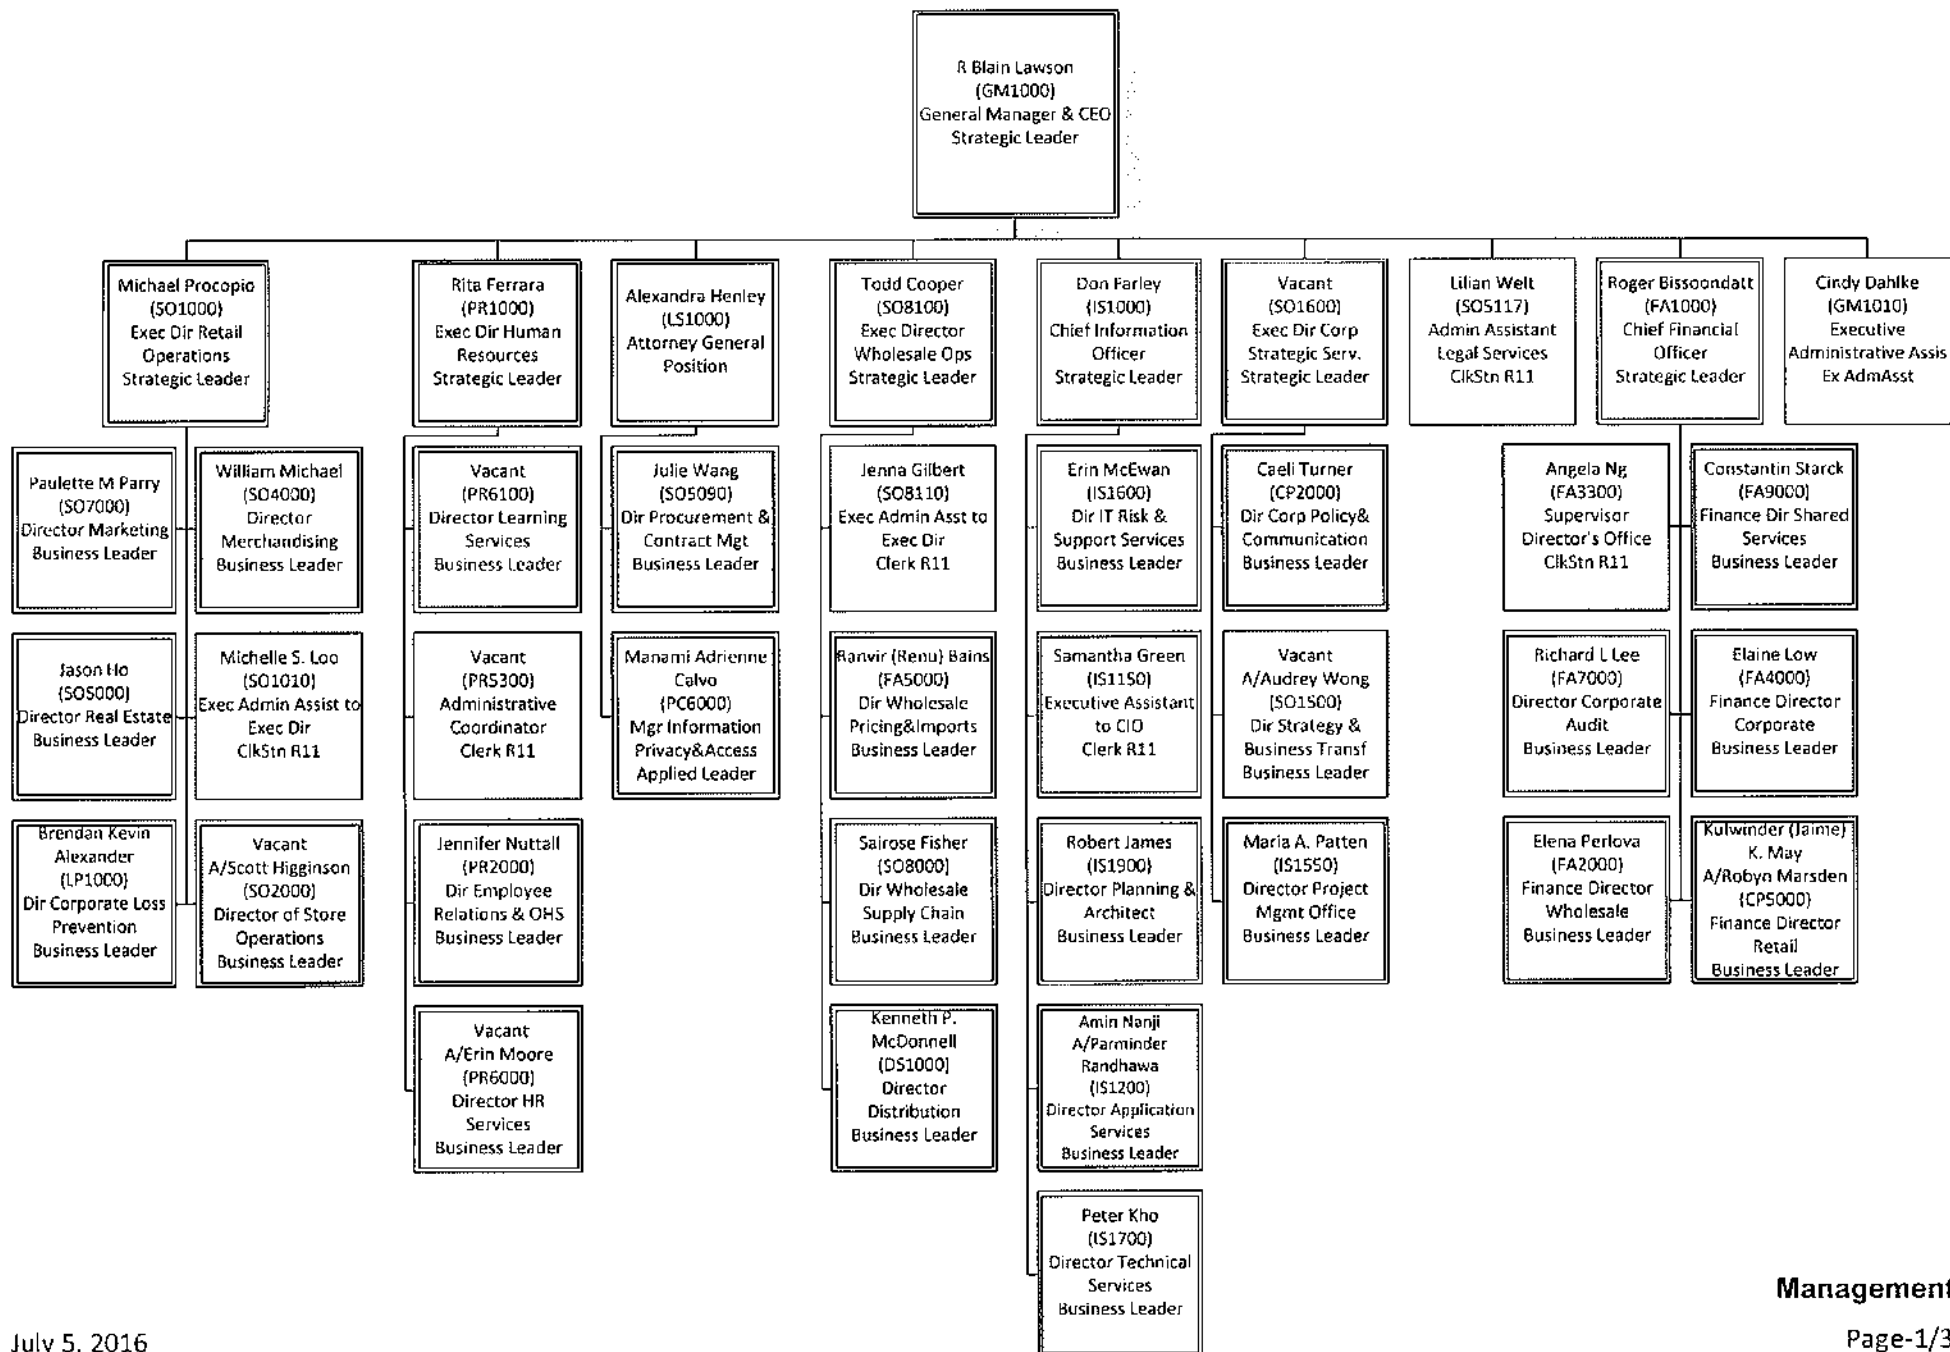 R Blain Lawson
(GM1000)
General Manager & CEO
Strategic Leader
Michael Procopio
(SO1000)
Exec Dir Retail
Operations
Strategic Leader
Rita Ferrara
(PR1000)
Exec Dir Human
Resources
Strategic Leader
Alexandra Henley
(LS1000)
Attorney General
Position
Todd Cooper
(SO8100)
Exec Director
Wholesale Ops
Strategic Leader
Don Farley
(IS1000)
Chief Information
Officer
Strategic Leader
Vacant
(SO1600)
Exec Dir Corp
Strategic Serv.
Strategic Leader
Lilian Welt
(SO5117)
Admin Assistant
Legal Services
ClkStn R11
Roger Bissoondatt
(FA1000)
Chief Financial
Officer
Strategic Leader
Cindy Dahlke
(GM1010)
Executive
Administrative Assis
Ex AdmAsst
Paulette M Parry
(SO7000)
Director Marketing
Business Leader
William Michael
(SO4000)
Director
Merchandising
Business Leader
Vacant
(PR6100)
Director Learning
Services
Business Leader
Julie Wang
(SO5090)
Dir Procurement &
Contract Mgt
Business Leader
Jenna Gilbert
(SO8110)
Exec Admin Asst to
Exec Dir
Clerk R11
Erin McEwan
(IS1600)
Dir IT Risk &
Support Services
Business Leader
Caeli Turner
(CP2000)
Dir Corp Policy&
Communication
Business Leader
Angela Ng
(FA3300)
Supervisor
Director's Office
ClkStn R11
Constantin Starck
(FA9000)
Finance Dir Shared
Services
Business Leader
Jason Ho
(SO5000)
Director Real Estate
Business Leader
Michelle S. Loo
(SO1010)
Exec Admin Assist to
Exec Dir
ClkStn R11
Vacant
(PR5300)
Administrative
Coordinator
Clerk R11
Manami Adrienne
Calvo
(PC6000)
Mgr Information
Privacy&Access
Applied Leader
Ranvir (Renu) Bains
(FA5000)
Dir Wholesale
Pricing&Imports
Business Leader
Samantha Green
(IS1150)
Executive Assistant
to CIO
Clerk R11
Vacant
A/Audrey Wong
(SO1500)
Dir Strategy &
Business Transf
Business Leader
Richard L Lee
(FA7000)
Director Corporate
Audit
Business Leader
Elaine Low
(FA4000)
Finance Director
Corporate
Business Leader
Brendan Kevin
Alexander
(LP1000)
Dir Corporate Loss
Prevention
Business Leader
Vacant
A/Scott Higginson
(SO2000)
Director of Store
Operations
Business Leader
Jennifer Nuttall
(PR2000)
Dir Employee
Relations & OHS
Business Leader
Sairose Fisher
(SO8000)
Dir Wholesale
Supply Chain
Business Leader
Robert James
(IS1900)
Director Planning &
Architect
Business Leader
Maria A. Patten
(IS1550)
Director Project
Mgmt Office
Business Leader
Elena Perlova
(FA2000)
Finance Director
Wholesale
Business Leader
Kulwinder (Jaime)
K. May
A/Robyn Marsden
(CP5000)
Finance Director
Retail
Business Leader
Vacant
A/Erin Moore
(PR6000)
Director HR
Services
Business Leader
Kenneth P.
McDonnell
(DS1000)
Director
Distribution
Business Leader
Amin Nanji
A/Parminder
Randhawa
(IS1200)
Director Application
Services
Business Leader
Peter Kho
(IS1700)
Director Technical
Services
Business Leader
Management
July 5, 2016
Page-1/3